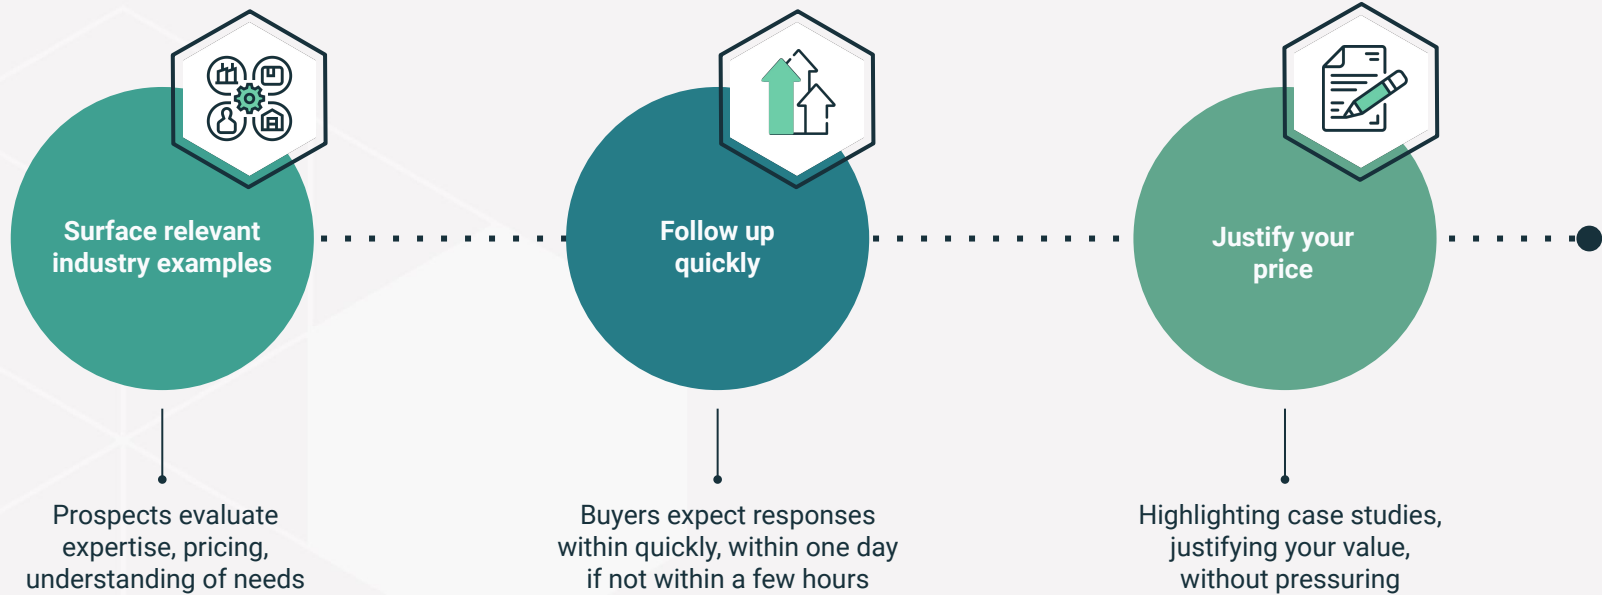 Surface relevant
industry examples
Follow up
quickly
Justify your
price
Prospects evaluate
expertise, pricing,
understanding of needs
Buyers expect responses
within quickly, within one day
if not within a few hours
Highlighting case studies,
justifying your value,
without pressuring